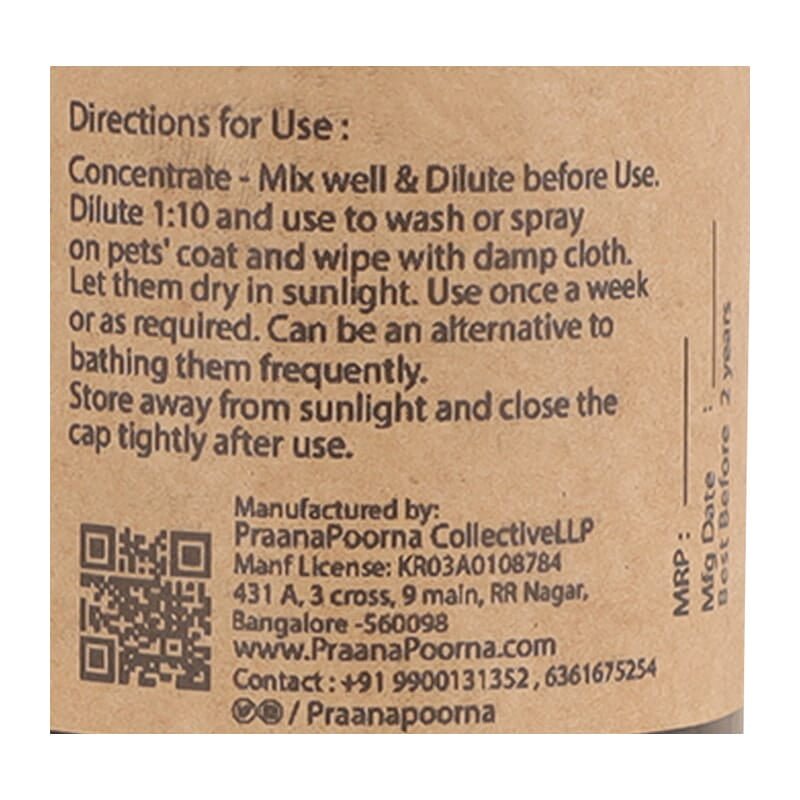 Directions for Use :
Concentrate - Mix well & Dilute before Use.
Dilute 1:10 and use to wash or spray
on pets' coat and wipe with damp cloth.
Let them dry in sunlight. Use once a week
or as required. Can be an alternative to
bathing them frequently.
Store away from sunlight and close the
cap tightly after use.
Manufactured by:
PraanaPoorna CollectiveLLP
Manf License: KR03A0108784
431 A, 3 cross, 9 main, RR Nagar,
Bangalore -560098
www.PraanaPoorna.com
Contact : +91 9900131352 , 6361675254
/ Praanapoorna
MRP :
Mfg Date :
Best Before 2 years